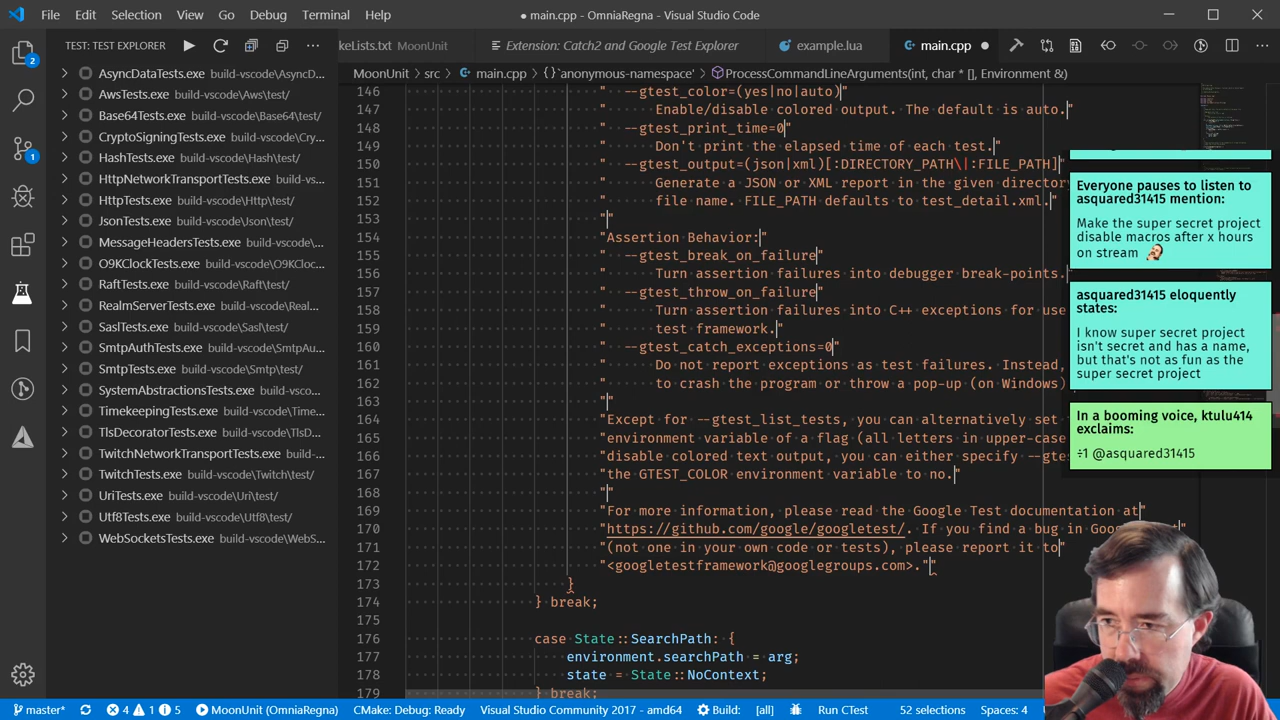 File Edit Selection View Go Debug Terminal Help
● main.cpp - OmniaRegna - Visual Studio Code
TEST: TEST EXPLORER
keLists.txt MoonUnit
Extension: Catch2 and Google Test Explorer
example.lua
main.cpp
MoonUnit > src > main.cpp > {} `anonymous-namespace' > ProcessCommandLineArguments(int, char * [], Environment &)
2
1
AsyncDataTests.exe build-vscode\AsyncD...
AwsTests.exe build-vscode\Aws\test/
Base64Tests.exe build-vscode\Base64\test/
CryptoSigningTests.exe build-vscode\Cry...
HashTests.exe build-vscode\Hash\test/
HttpNetworkTransportTests.exe build-vsc...
HttpTests.exe build-vscode\Http\test/
JsonTests.exe build-vscode\Json\test/
MessageHeadersTests.exe build-vscode\...
O9KClockTests.exe build-vscode\O9KCl...
RaftTests.exe build-vscode\Raft\test/
RealmServerTests.exe build-vscode\Real...
SaslTests.exe build-vscode\Sasl\test/
SmtpAuthTests.exe build-vscode\SmtpAu...
SmtpTests.exe build-vscode\Smtp\test/
SystemAbstractionsTests.exe build-vscod...
TimekeepingTests.exe build-vscode\Time...
TlsDecoratorTests.exe build-vscode\TlsD...
TwitchNetworkTransportTests.exe build-v...
TwitchTests.exe build-vscode\Twitch\test/
UriTests.exe build-vscode\Uri\test/
Utf8Tests.exe build-vscode\Utf8\test/
WebSocketsTests.exe build-vscode\WebS...
146 " --gtest_color=(yes|no|auto)"
147 " Enable/disable colored output. The default is auto."
148 " --gtest_print_time=0"
149 " Don't print the elapsed time of each test."
150 " --gtest_output=(json|xml)[:DIRECTORY_PATH\|:FILE_PATH]"
151 " Generate a JSON or XML report in the given director
152 " file name. FILE_PATH defaults to test_detail.xml."
153 ""
154 "Assertion Behavior:"
155 " --gtest_break_on_failure"
156 " Turn assertion failures into debugger break-points."
157 " --gtest_throw_on_failure"
158 " Turn assertion failures into C++ exceptions for use
159 " test framework."
160 " --gtest_catch_exceptions=0"
161 " Do not report exceptions as test failures. Instead,
162 " to crash the program or throw a pop-up (on Windows)
163 ""
164 "Except for --gtest_list_tests, you can alternatively set
165 "environment variable of a flag (all letters in upper-case
166 "disable colored text output, you can either specify --gte
167 "the GTEST_COLOR environment variable to no."
168 ""
169 "For more information, please read the Google Test documentation at"
170 "https://github.com/google/googletest/. If you find a bug in Goo
171 "(not one in your own code or tests), please report it to"
172 "<googletestframework@googlegroups.com>.""
173 }
174 } break;
175
176 case State::SearchPath: {
177 environment.searchPath = arg;
178 state = State::NoContext;
179 } break;
Everyone pauses to listen to
asquared31415 mention:
Make the super secret project
disable macros after x hours
on stream
asquared31415 eloquently
states:
I know super secret project
isn't secret and has a name,
but that's not as fun as the
super secret project
In a booming voice, ktulu414
exclaims:
÷1 @asquared31415
master* 4 1 5 MoonUnit (OmniaRegna) CMake: Debug: Ready Visual Studio Community 2017 - amd64 Build: [all] Run CTest 52 selections Spaces: 4